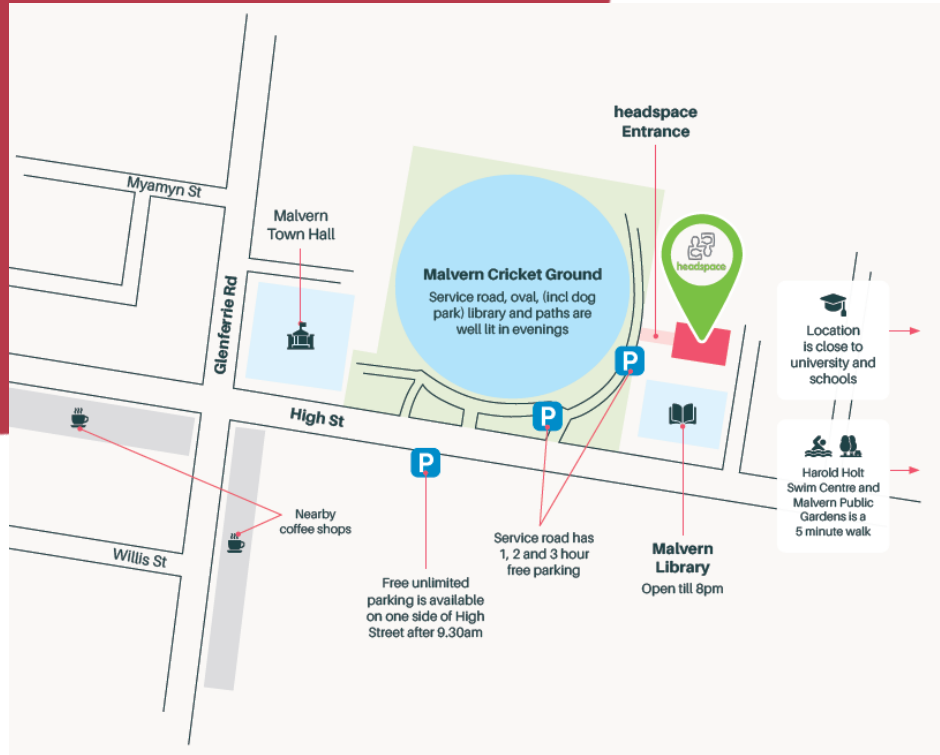 headspace
Entrance
Myamyn St
Malvern
Town Hall
headspace
Malvern Cricket Ground
Service road, oval, (incl dog
park) library and paths are
well lit in evenings
Glenferrie Rd
Location
is close to
university and
schools
P
P
High St
P
Harold Holt
Swim Centre and
Malvern Public
Gardens is a
5 minute walk
Nearby
coffee shops
Willis St
Service road has
1, 2 and 3 hour
free parking
Malvern
Library
Open till 8pm
Free unlimited
parking is available
on one side of High
Street after 9.30am